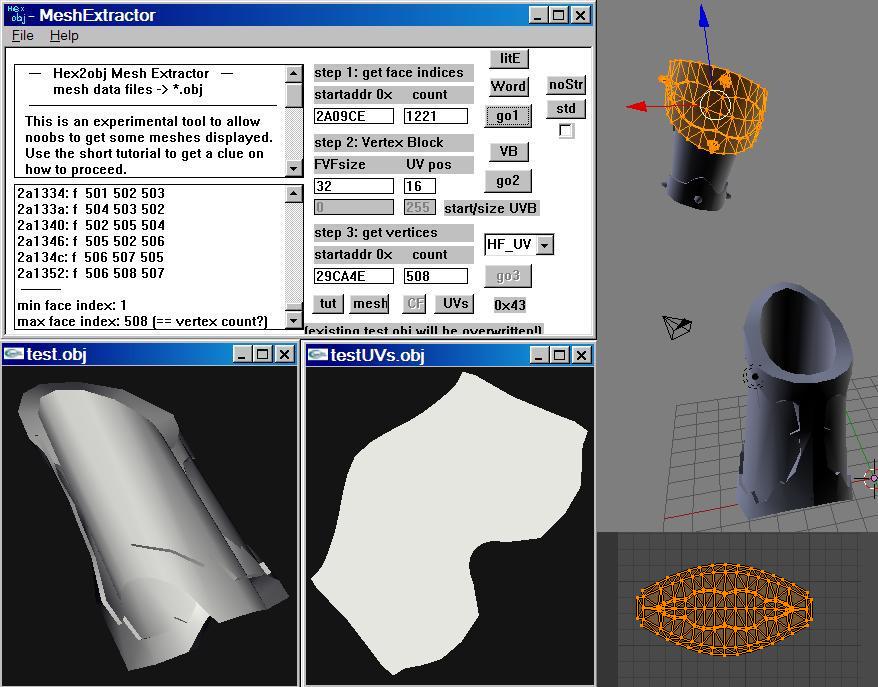 Hex
obj - MeshExtractor
File Help
— Hex2obj Mesh Extractor —
mesh data files -> *.obj
This is an experimental tool to allow
noobs to get some meshes displayed.
Use the short tutorial to get a clue on
how to proceed.
2a1334: f 501 502 503
2a133a: f 504 503 502
2a1340: f 502 505 504
2a1346: f 505 502 506
2a134c: f 506 507 505
2a1352: f 506 508 507
min face index: 1
max face index: 508 (== vertex count?)
step 1: get face indices
startaddr 0x count
2A09CE 1221
step 2: Vertex Block
FVFsize UV pos
32 16
0 255 start/size UVB
step 3: get vertices
startaddr 0x count
29CA4E 508
litE
Word noStr
go1 std
VB
go2
HF_UV
go3
tut mesh CF UVs 0x43
(existing test.obj will be overwritten!)
test.obj
testUVs.obj